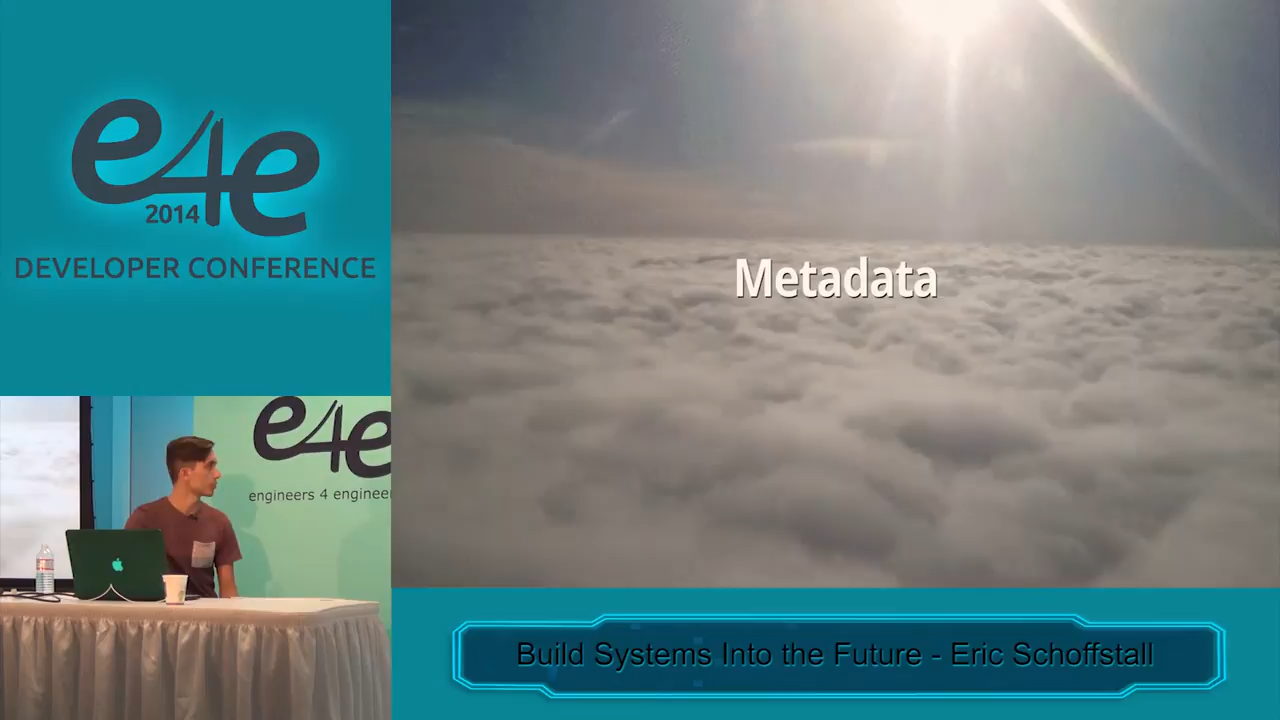 e4e
2014
DEVELOPER CONFERENCE
Metadata
e4e
engineers 4 engineer
Build Systems Into the Future - Eric Schoffstall